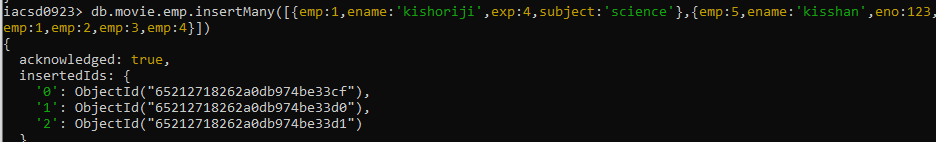 iacsd0923> db.movie.emp.insertMany([{emp:1,ename:'kishoriji',exp:4,subject:'science'},{emp:5,ename:'kisshan',eno:123,
emp:1,emp:2,emp:3,emp:4}])
{
  acknowledged: true,
  insertedIds: {
    '0': ObjectId("65212718262a0db974be33cf"),
    '1': ObjectId("65212718262a0db974be33d0"),
    '2': ObjectId("65212718262a0db974be33d1")
  }